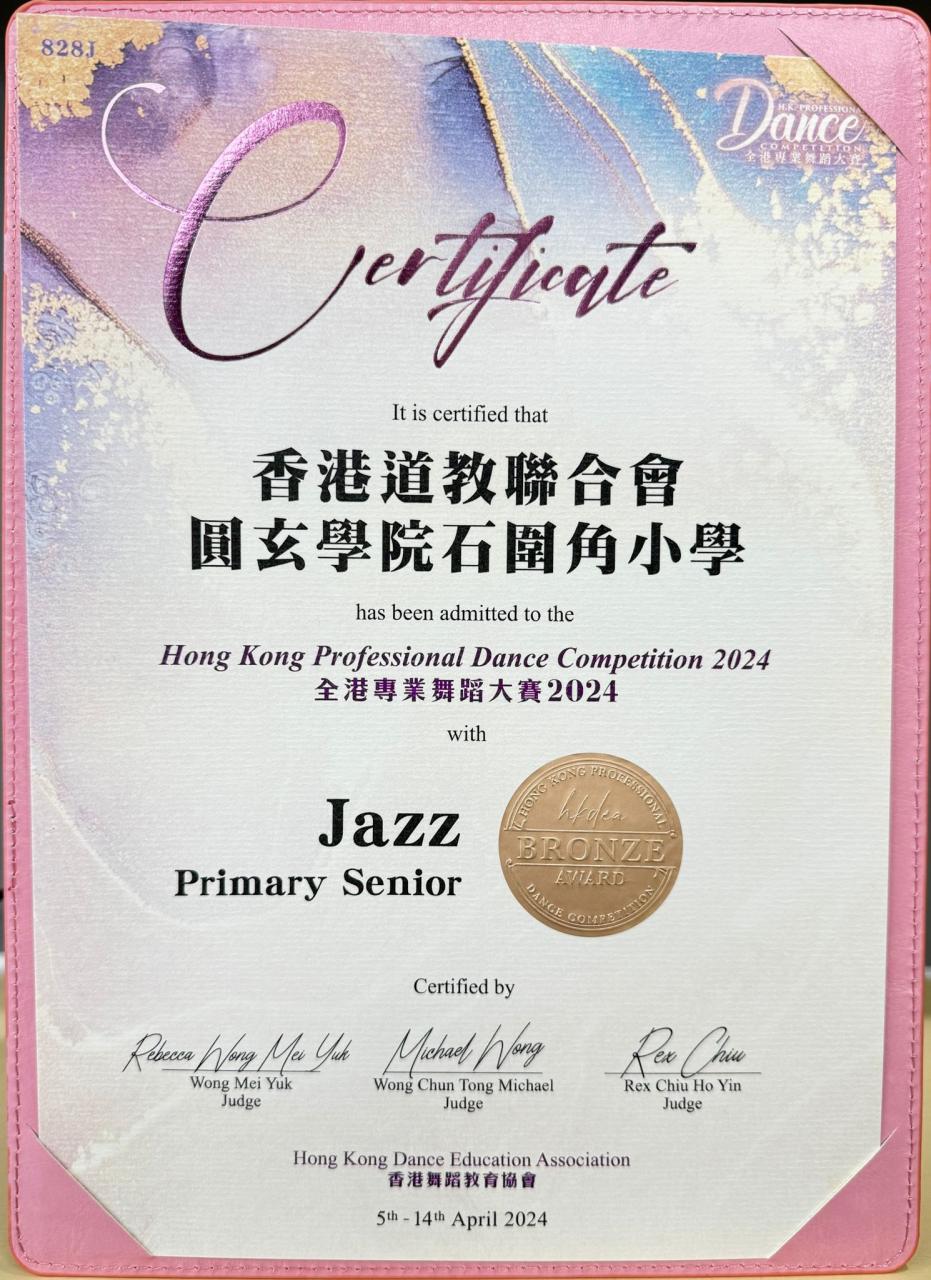 828J
H.K. PROFESSIONAL
Dance
COMPETITION
全港專業舞蹈大賽
Certificate
It is certified that
香港道教聯合會
圓玄學院石圍角小學
has been admitted to the
Hong Kong Professional Dance Competition 2024
全港專業舞蹈大賽2024
with
Jazz
Primary Senior
HONG KONG PROFESSIONAL
hkdea
BRONZE
AWARD
DANCE COMPETITION
Certified by
Rebecca Wong Mei Yuk Michael Wong Rex Chiu
Wong Mei Yuk Wong Chun Tong Michael Rex Chiu Ho Yin
Judge Judge Judge
Hong Kong Dance Education Association
香港舞蹈教育協會
5th - 14th April 2024